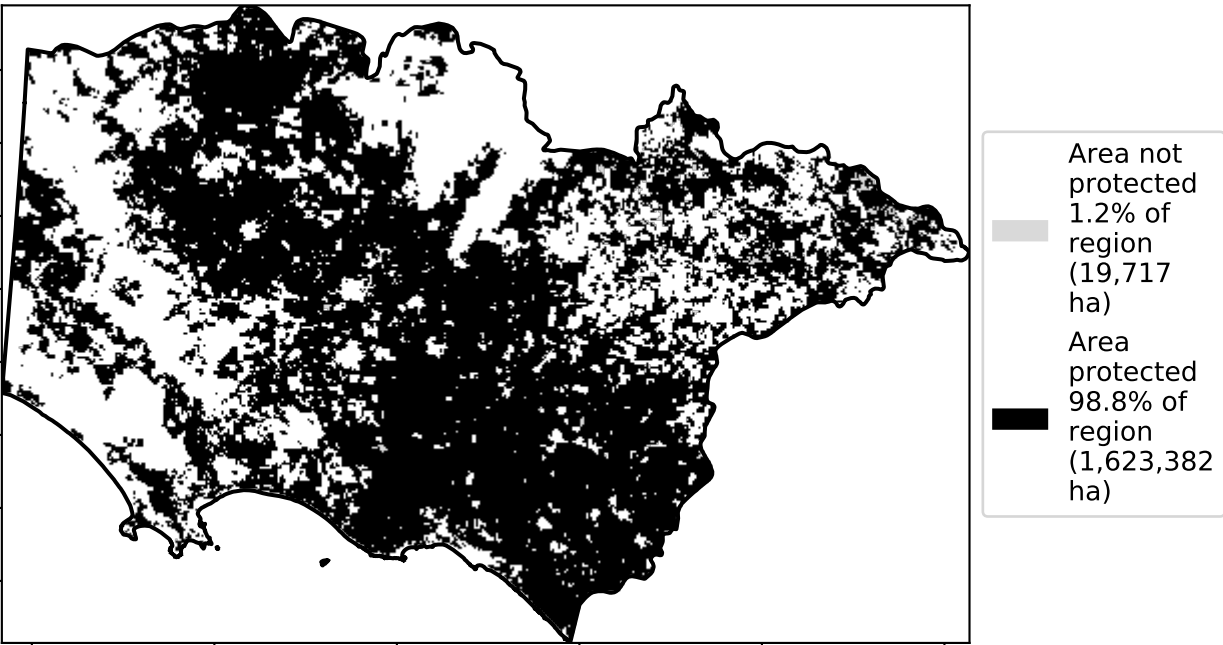 Area not
protected
1.2% of
region
(19,717
ha)
Area
protected
98.8% of
region
(1,623,382
ha)